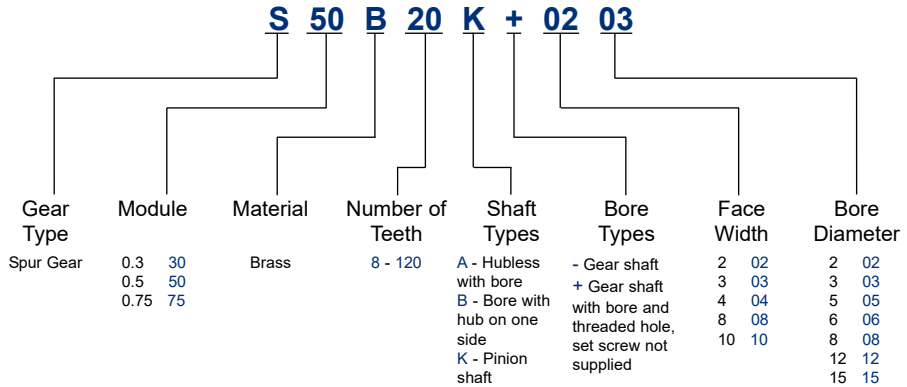 S 50 B 20 K + 02 03
Gear Type
Spur Gear
Module
0.3 30
0.5 50
0.75 75
Material
Brass
Number of Teeth
8 - 120
Shaft Types
A - Hubless
with bore
B - Bore with
hub on one
side
K - Pinion
shaft
Bore Types
- Gear shaft
+ Gear shaft
with bore and
threaded hole,
set screw not
supplied
Face Width
2 02
3 03
4 04
8 08
10 10
Bore Diameter
2 02
3 03
5 05
6 06
8 08
12 12
15 15